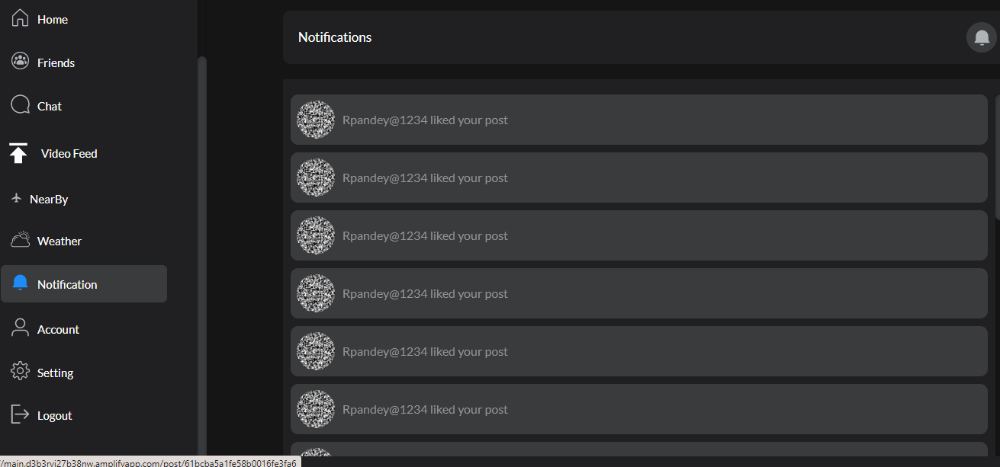 Home
Friends
Chat
Video Feed
NearBy
Weather
Notification
Account
Setting
Logout
Notifications
Rpandey@1234 liked your post
Rpandey@1234 liked your post
Rpandey@1234 liked your post
Rpandey@1234 liked your post
Rpandey@1234 liked your post
Rpandey@1234 liked your post
/main.d3b3rvj27b38nw.amplifyapp.com/post/61bcba5a1fe58b0016fe3fa6